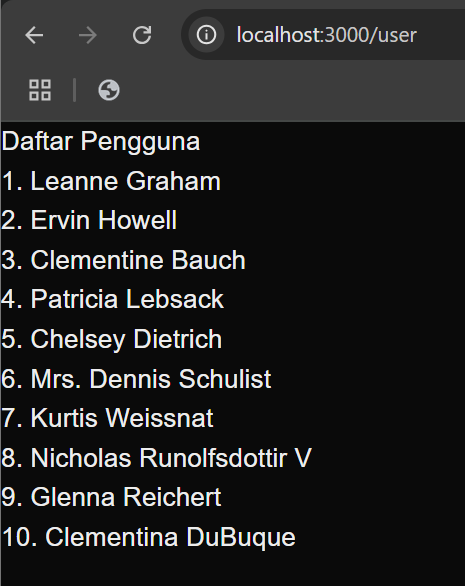 localhost:3000/user
Daftar Pengguna
1. Leanne Graham
2. Ervin Howell
3. Clementine Bauch
4. Patricia Lebsack
5. Chelsey Dietrich
6. Mrs. Dennis Schulist
7. Kurtis Weissnat
8. Nicholas Runolfsdottir V
9. Glenna Reichert
10. Clementina DuBuque